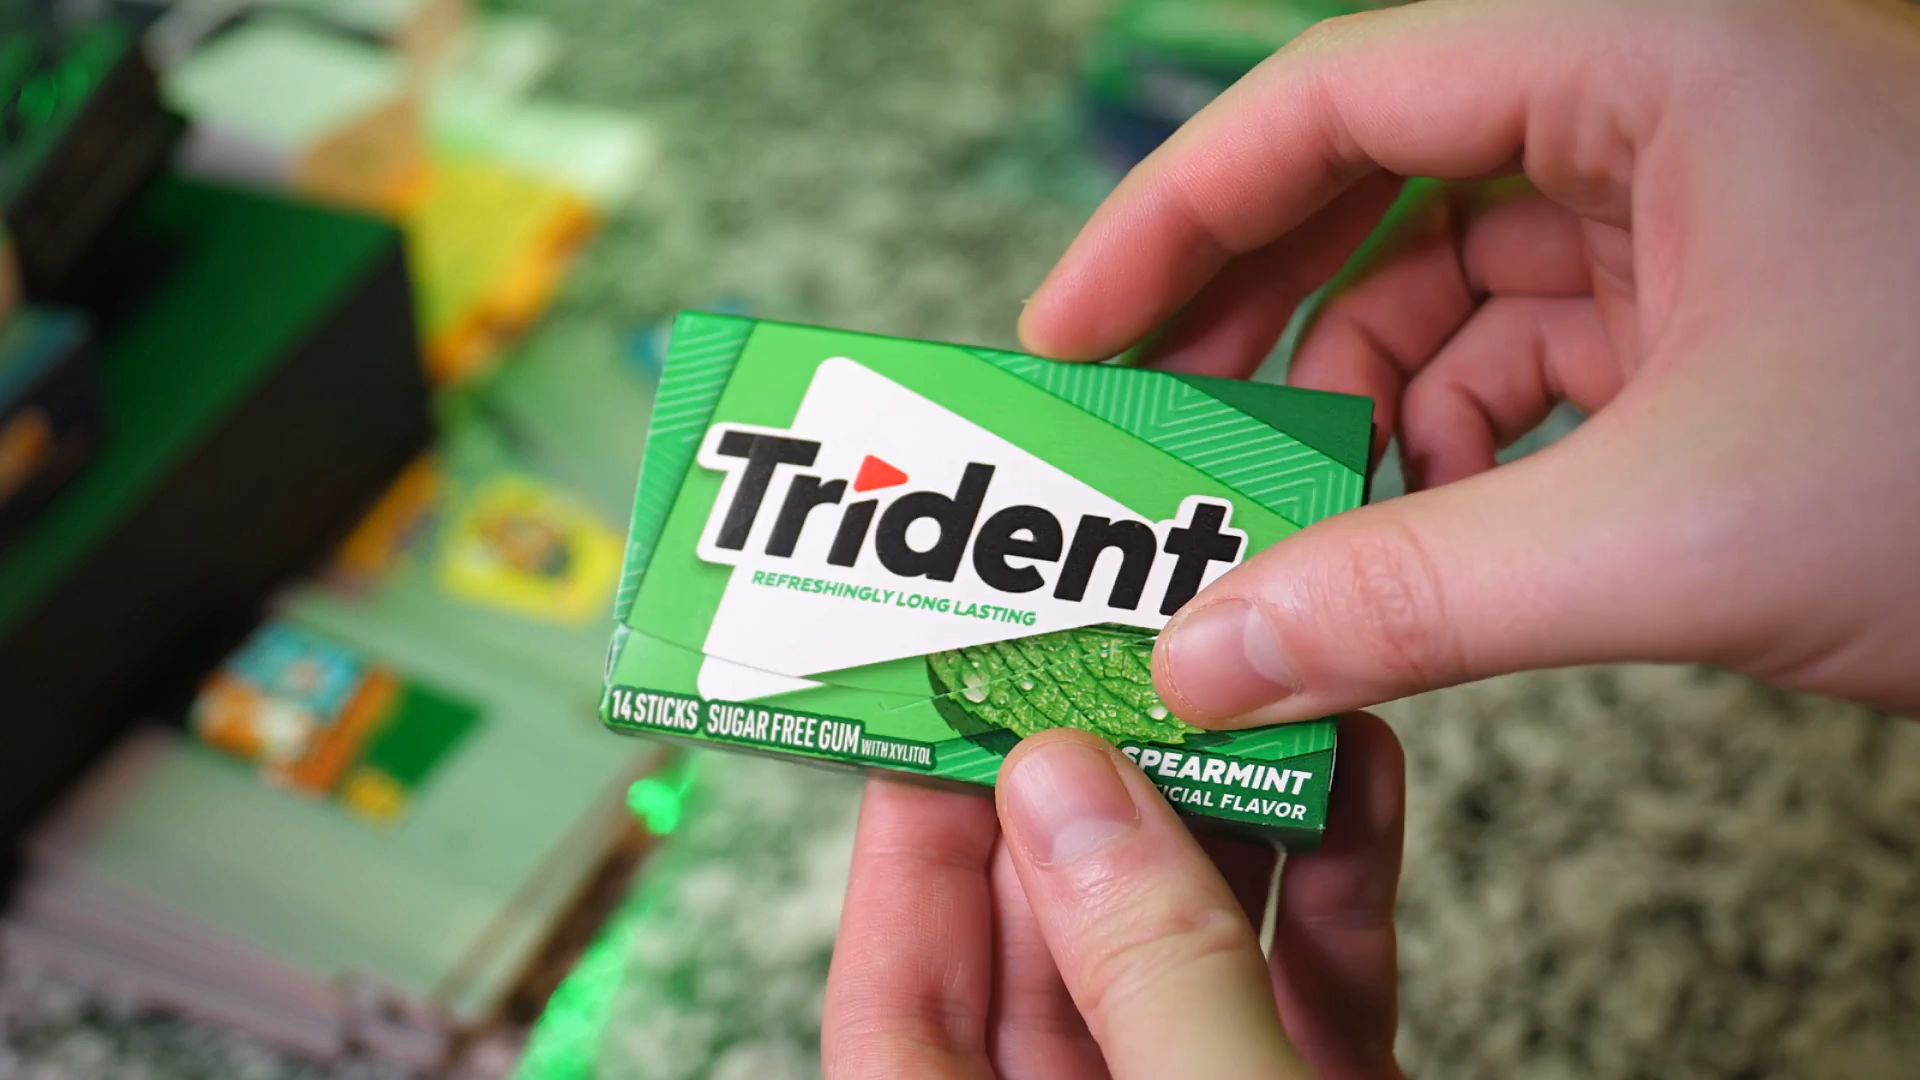 Trident
REFRESHINGLY LONG LASTING
14 STICKS SUGAR FREE GUM WITH XYLITOL
SPEARMINT
FLAVOR